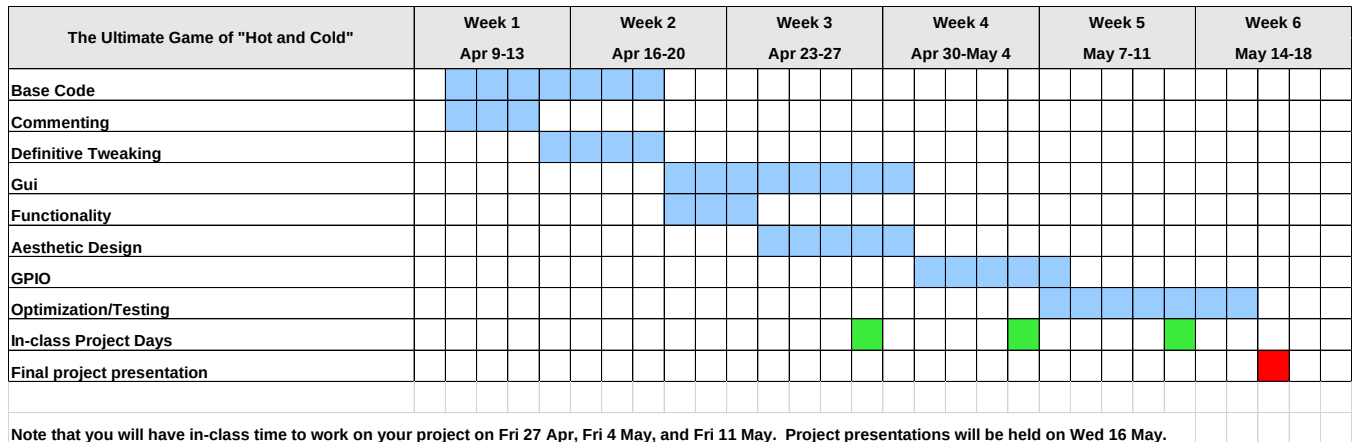 The Ultimate Game of "Hot and Cold"
Week 1 Week 2 Week 3 Week 4 Week 5 Week 6
Apr 9-13 Apr 16-20 Apr 23-27 Apr 30-May 4 May 7-11 May 14-18
Base Code
Commenting
Definitive Tweaking
Gui
Functionality
Aesthetic Design
GPIO
Optimization/Testing
In-class Project Days
Final project presentation
Note that you will have in-class time to work on your project on Fri 27 Apr, Fri 4 May, and Fri 11 May.  Project presentations will be held on Wed 16 May.